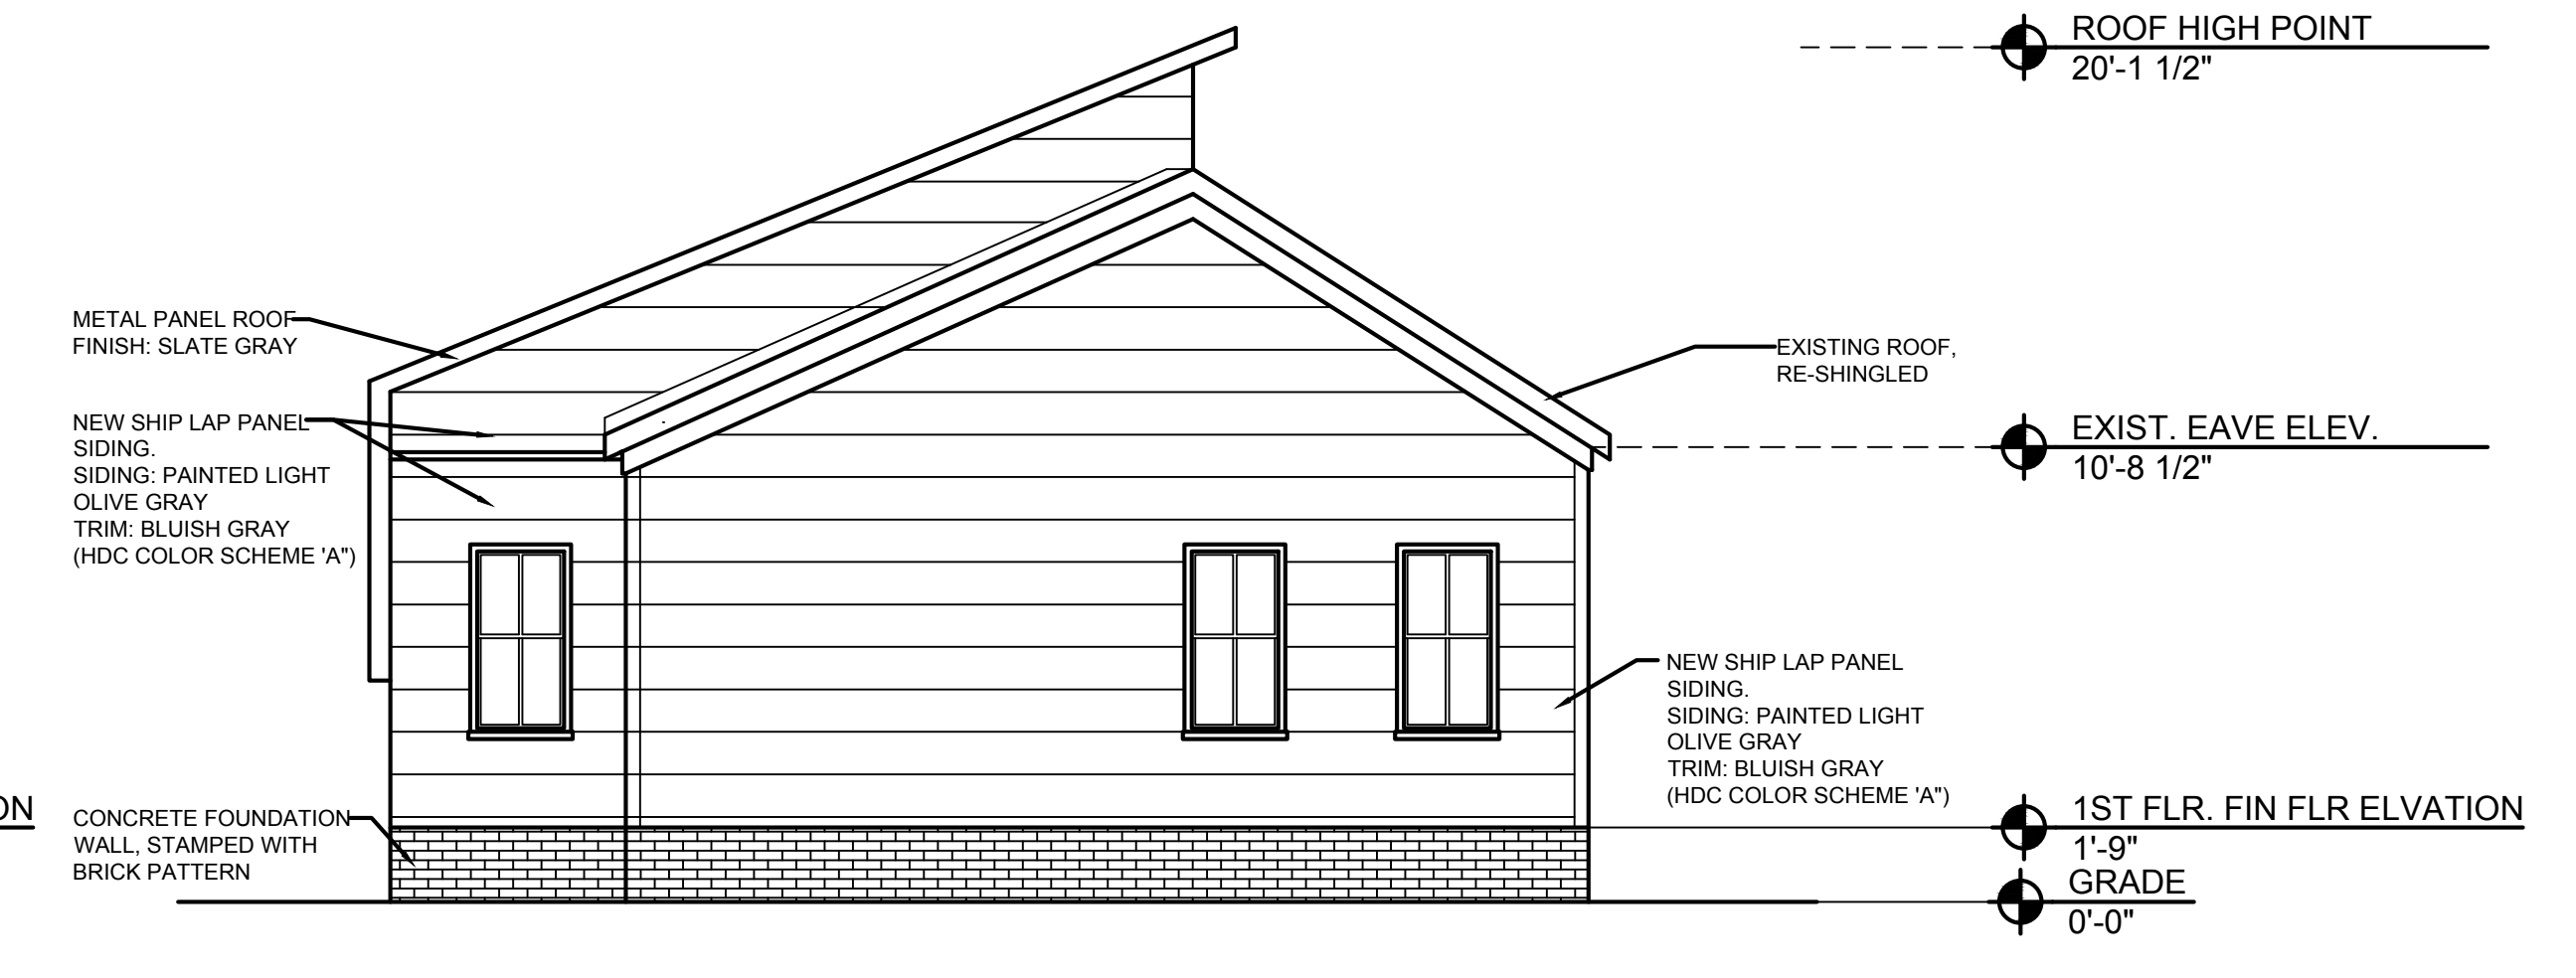 ROOF HIGH POINT
20'-1 1/2"
METAL PANEL ROOF
FINISH: SLATE GRAY
EXISTING ROOF,
RE-SHINGLED
NEW SHIP LAP PANEL
SIDING.
SIDING: PAINTED LIGHT
OLIVE GRAY
TRIM: BLUISH GRAY
(HDC COLOR SCHEME 'A")
EXIST. EAVE ELEV.
10'-8 1/2"
NEW SHIP LAP PANEL
SIDING.
SIDING: PAINTED LIGHT
OLIVE GRAY
TRIM: BLUISH GRAY
(HDC COLOR SCHEME 'A")
ON
CONCRETE FOUNDATION
WALL, STAMPED WITH
BRICK PATTERN
1ST FLR. FIN FLR ELVATION
1'-9"
GRADE
0'-0"